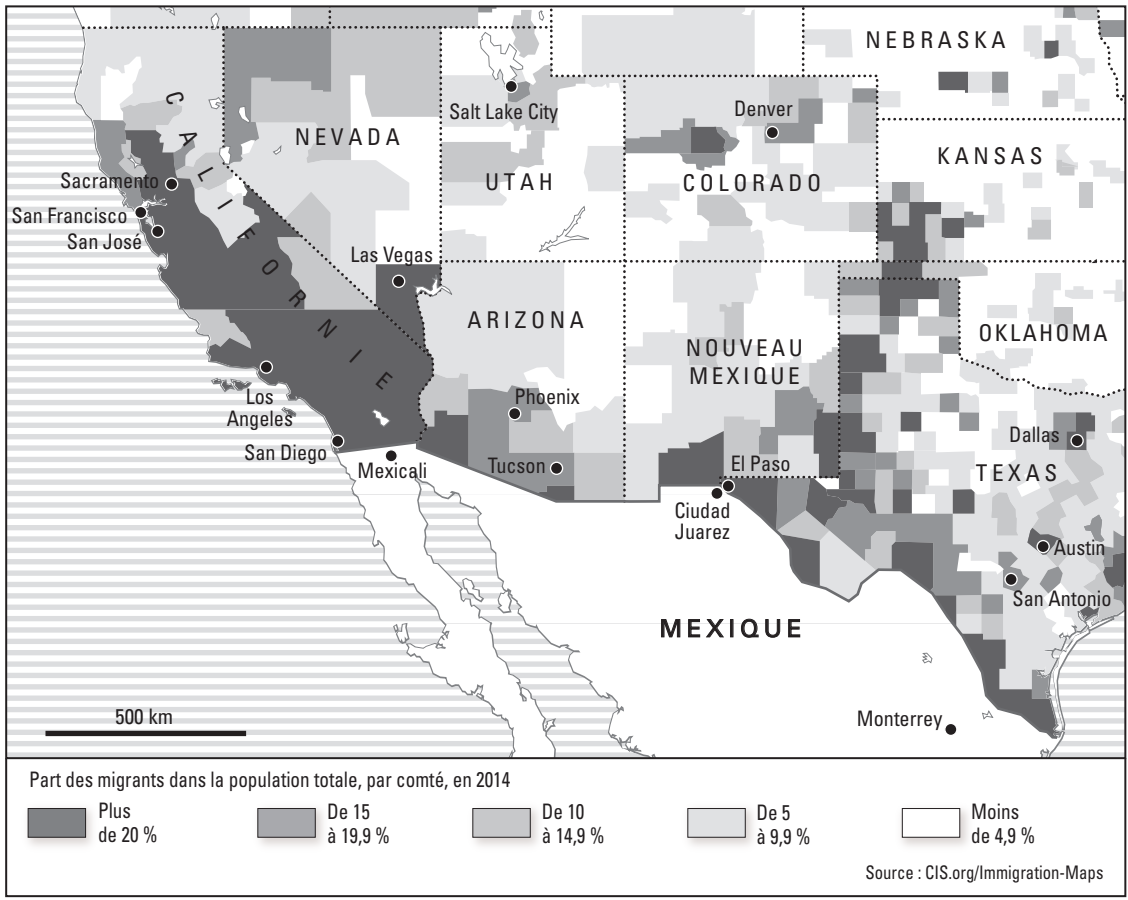 NEBRASKA
Salt Lake City
Denver
NEVADA
KANSAS
UTAH
COLORADO
CALIFORNIE
Sacramento
San Francisco
San José
Las Vegas
ARIZONA
OKLAHOMA
NOUVEAU
MEXIQUE
Phoenix
Los
Angeles
Dallas
San Diego
Mexicali
Tucson
El Paso
TEXAS
Ciudad
Juarez
Austin
San Antonio
MEXIQUE
Monterrey
500 km
Part des migrants dans la population totale, par comté, en 2014
Plus
de 20 %
De 15
à 19,9 %
De 10
à 14,9 %
De 5
à 9,9 %
Moins
de 4,9 %
Source : CIS.org/Immigration-Maps